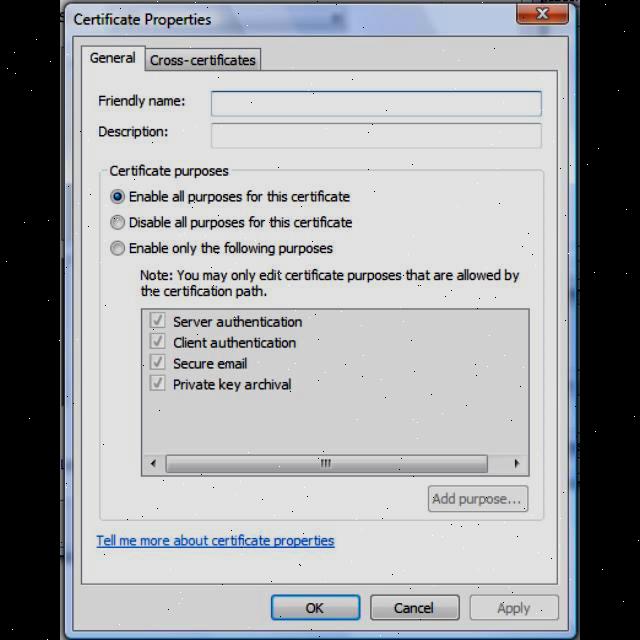 Certificate Properties
General
Cross-certificates
Friendly name:
Description:
Certificate purposes
Enable all purposes for this certificate
Disable all purposes for this certificate
Enable only the following purposes
Note: You may only edit certificate purposes that are allowed by
the certification path.
Server authentication
Client authentication
Secure email
Private key archival
Add purpose...
Tell me more about certificate properties
OK
Cancel
Apply